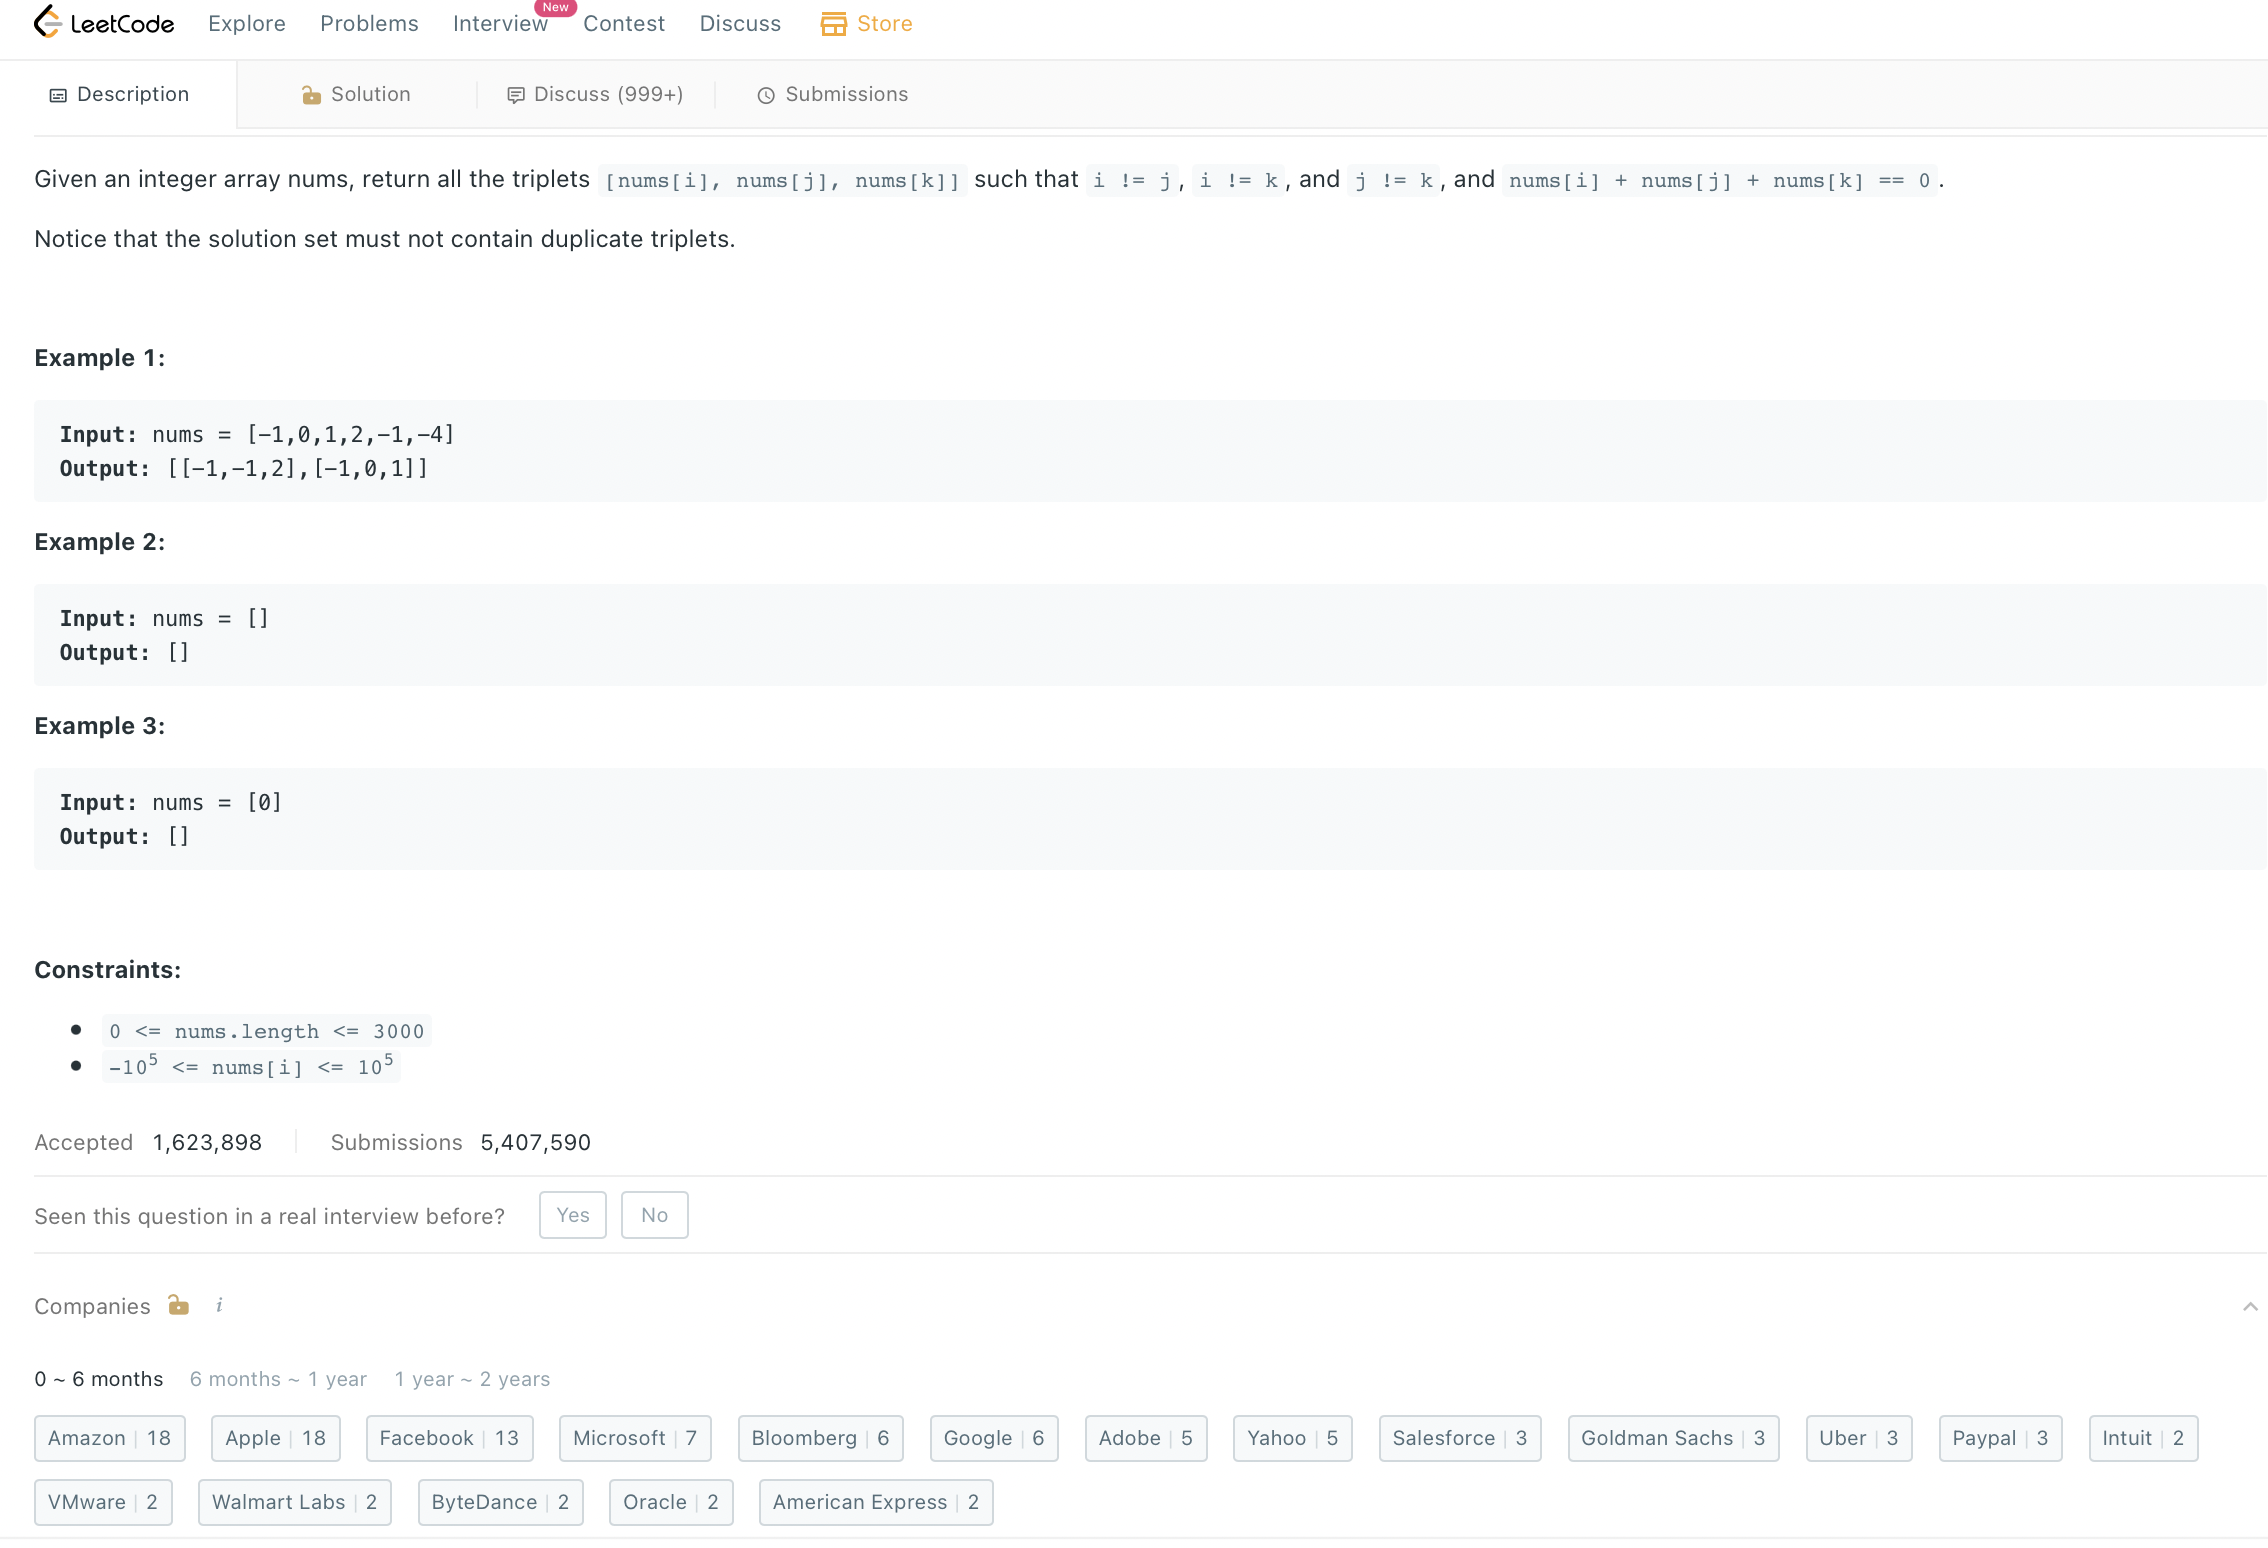 LeetCode Explore Problems Interview New Contest Discuss Store
Description Solution Discuss (999+) Submissions
Given an integer array nums, return all the triplets [nums[i], nums[j], nums[k]] such that i != j, i != k, and j != k, and nums[i] + nums[j] + nums[k] == 0.
Notice that the solution set must not contain duplicate triplets.
Example 1:
Input: nums = [-1,0,1,2,-1,-4]
Output: [[-1,-1,2],[-1,0,1]]
Example 2:
Input: nums = []
Output: []
Example 3:
Input: nums = [0]
Output: []
Constraints:
0 <= nums.length <= 3000
-10⁵ <= nums[i] <= 10⁵
Accepted 1,623,898 Submissions 5,407,590
Seen this question in a real interview before? Yes No
Companies i
0 ~ 6 months 6 months ~ 1 year 1 year ~ 2 years
Amazon | 18 Apple | 18 Facebook | 13 Microsoft | 7 Bloomberg | 6 Google | 6 Adobe | 5 Yahoo | 5 Salesforce | 3 Goldman Sachs | 3 Uber | 3 Paypal | 3 Intuit | 2
VMware | 2 Walmart Labs | 2 ByteDance | 2 Oracle | 2 American Express | 2